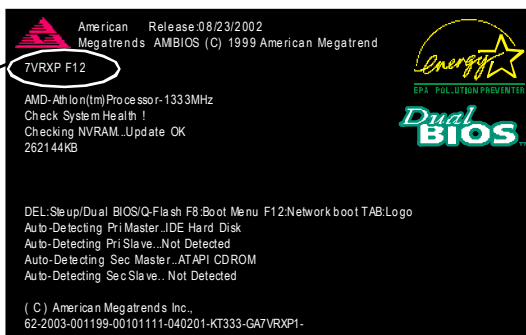 American Release:08/23/2002
Megatrends AMIBIOS (C) 1999 American Megatrend
7VRXP F12
AMD-Athlon(tm)Processor-1333MHz
Check System Health !
Checking NVRAM...Update OK
262144KB
energy
EPA POLLUTION PREVENTER
Dual
BIOS TM
DEL:Steup/Dual BIOS/Q-Flash F8:Boot Menu F12:Network boot TAB:Logo
Auto-Detecting Pri Master..IDE Hard Disk
Auto-Detecting Pri Slave...Not Detected
Auto-Detecting Sec Master..ATAPI CDROM
Auto-Detecting Sec Slave.. Not Detected
( C ) American Megatrends Inc.,
62-2003-001199-00101111-040201-KT333-GA7VRXP1-